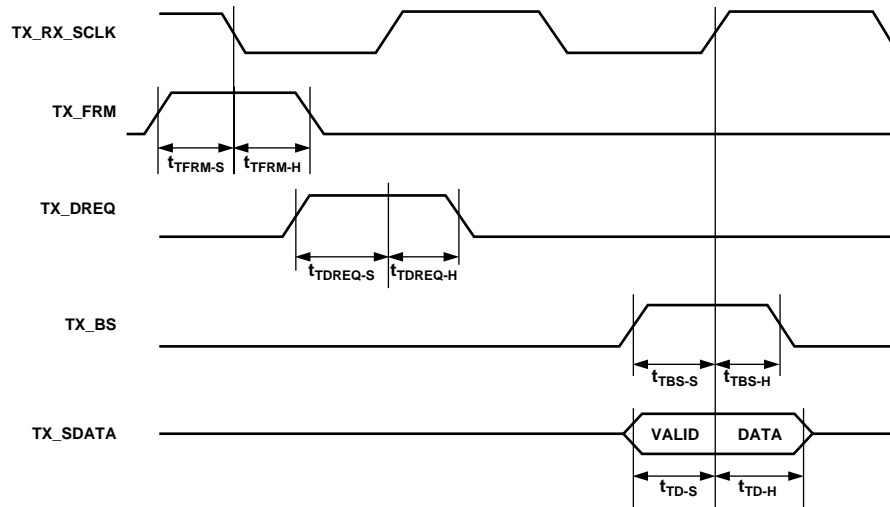 TX_RX_SCLK
TX_FRM
tTFRM-S
tTFRM-H
TX_DREQ
tTDREQ-S
tTDREQ-H
TX_BS
tTBS-S
tTBS-H
TX_SDATA
VALID
DATA
tTD-S
tTD-H